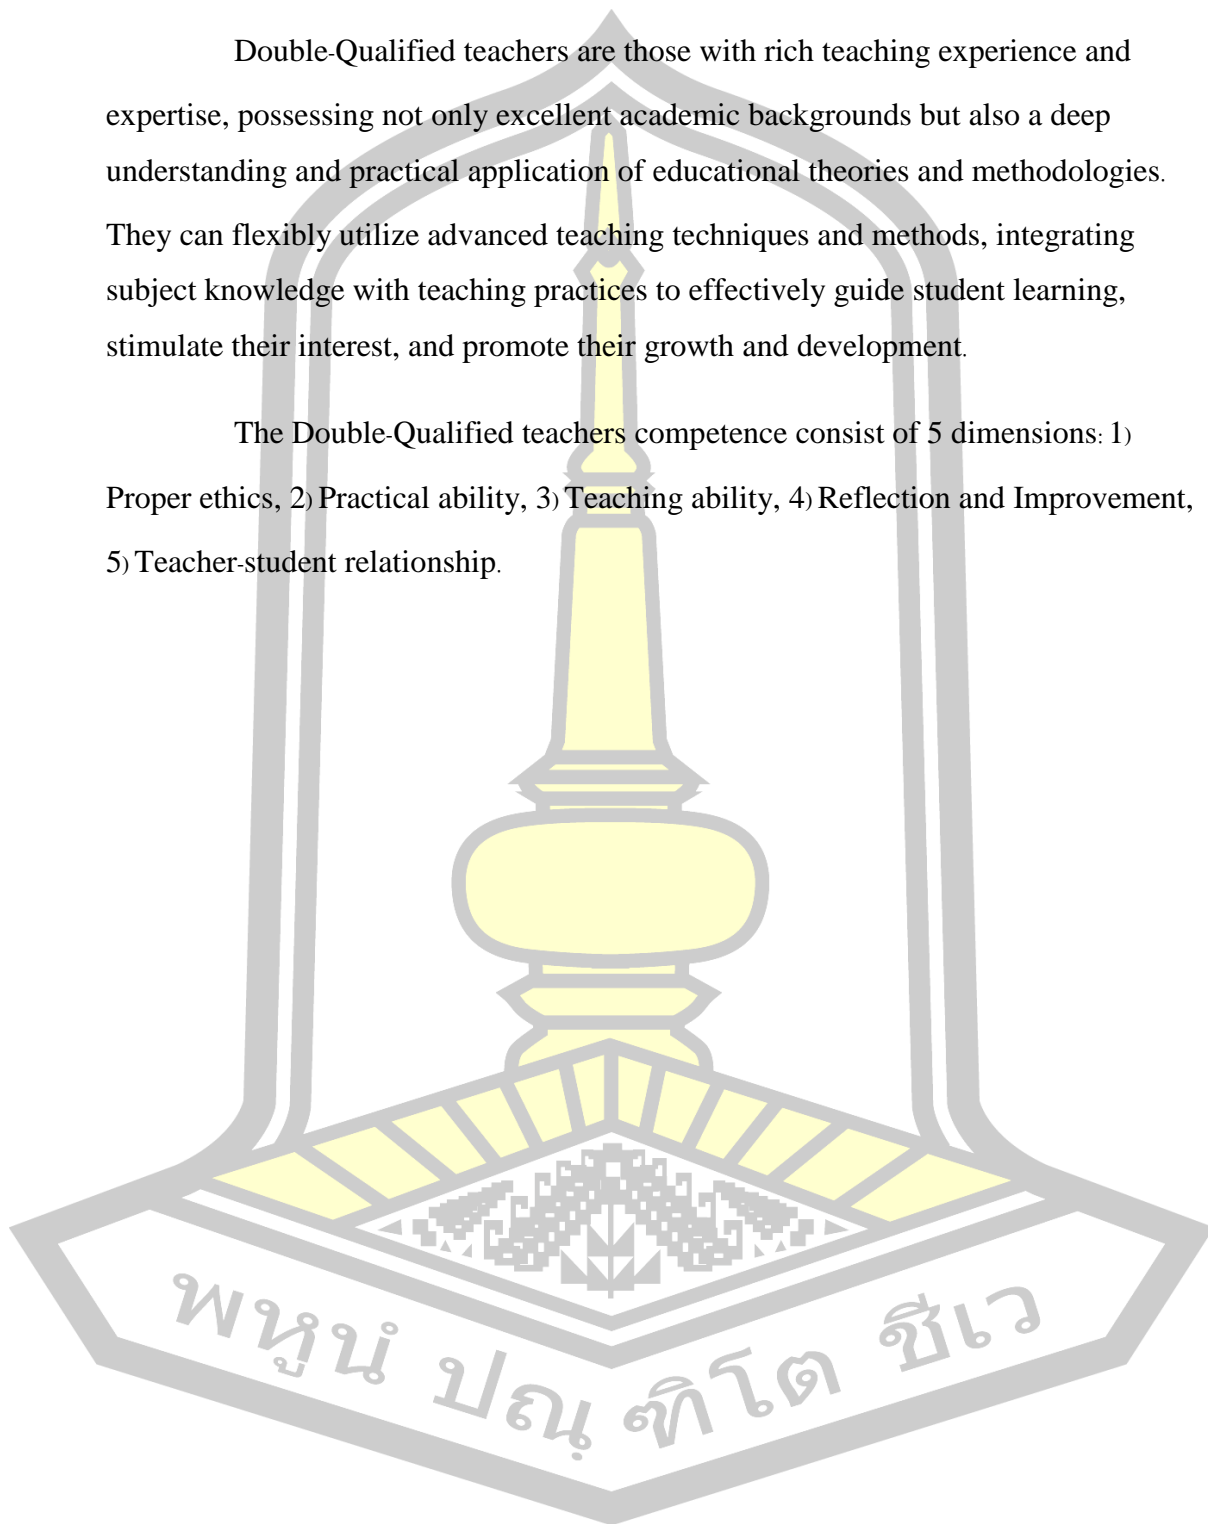 Double-Qualified teachers are those with rich teaching experience and
expertise, possessing not only excellent academic backgrounds but also a deep
understanding and practical application of educational theories and methodologies.
They can flexibly utilize advanced teaching techniques and methods, integrating
subject knowledge with teaching practices to effectively guide student learning,
stimulate their interest, and promote their growth and development.
The Double-Qualified teachers competence consist of 5 dimensions: 1)
Proper ethics, 2) Practical ability, 3) Teaching ability, 4) Reflection and Improvement,
5) Teacher-student relationship.
พหูนํ ปณฺ ฑิโต ชีเว